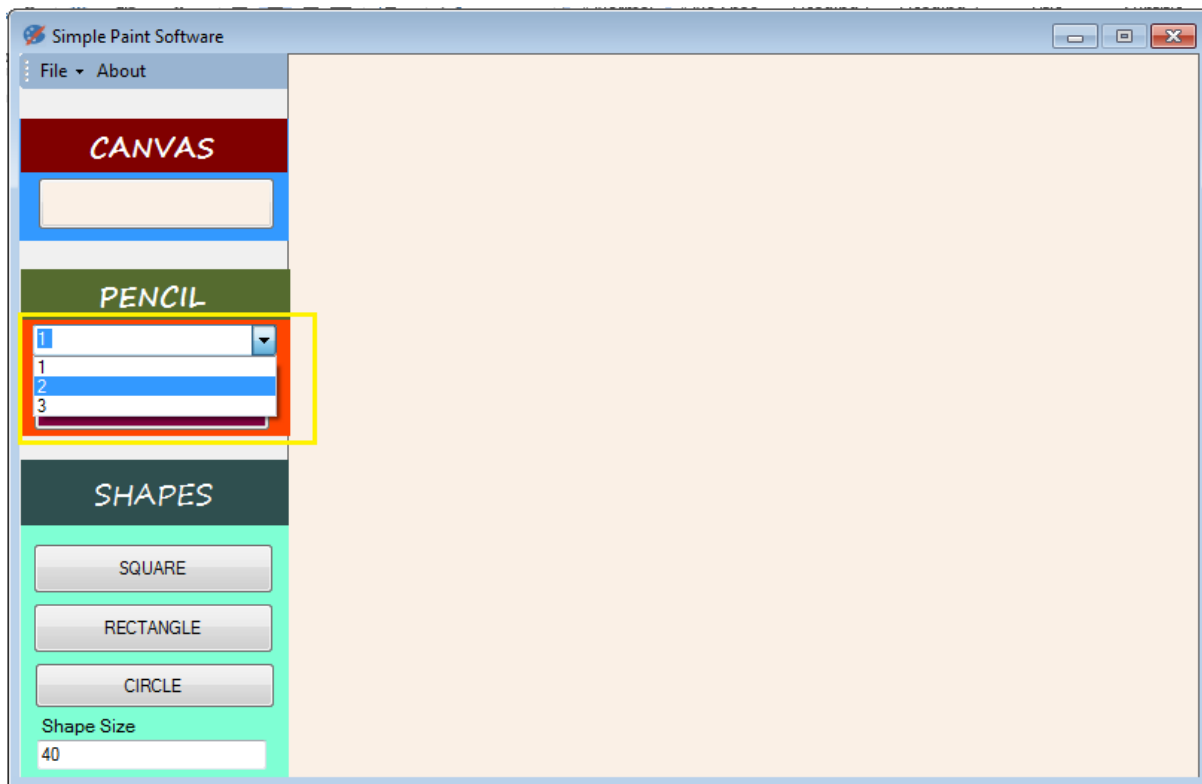 Simple Paint Software
File About
CANVAS
PENCIL
1
1
2
3
SHAPES
SQUARE
RECTANGLE
CIRCLE
Shape Size
40